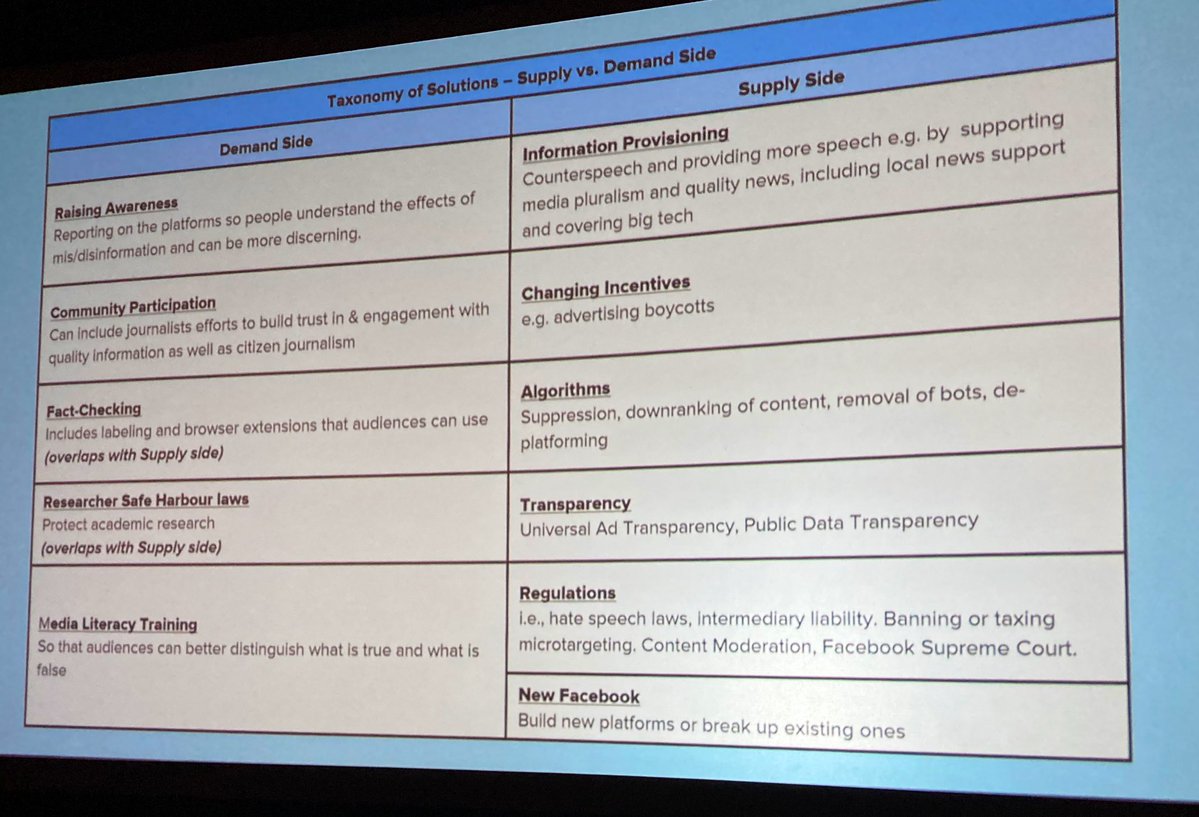 Taxonomy of Solutions – Supply vs. Demand Side
Demand Side
Raising Awareness
Reporting on the platforms so people understand the effects of
mis/disinformation and can be more discerning.
Community Participation
Can include journalists efforts to build trust in & engagement with
quality information as well as citizen journalism
Fact-Checking
Includes labeling and browser extensions that audiences can use
(overlaps with Supply side)
Researcher Safe Harbour laws
Protect academic research
(overlaps with Supply side)
Media Literacy Training
So that audiences can better distinguish what is true and what is
false
Supply Side
Information Provisioning
Counterspeech and providing more speech e.g. by supporting
media pluralism and quality news, including local news support
and covering big tech
Changing Incentives
e.g. advertising boycotts
Algorithms
Suppression, downranking of content, removal of bots, de-
platforming
Transparency
Universal Ad Transparency, Public Data Transparency
Regulations
i.e., hate speech laws, intermediary liability. Banning or taxing
microtargeting. Content Moderation, Facebook Supreme Court.
New Facebook
Build new platforms or break up existing ones